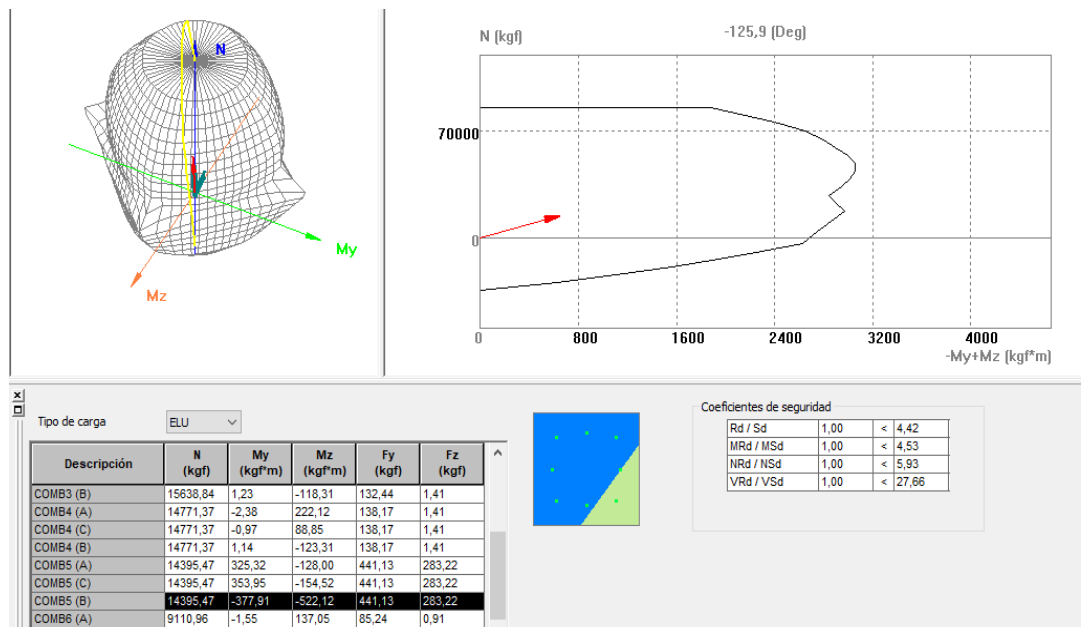 N
My
Mz
N (kgf)
-125,9 (Deg)
70000
0
0
800
1600
2400
3200
4000
-My+Mz (kgf*m)
Tipo de carga
ELU
Descripción N (kgf) My (kgf*m) Mz (kgf*m) Fy (kgf) Fz (kgf)
COMB3 (B) 15638,84 1,23 -118,31 132,44 1,41
COMB4 (A) 14771,37 -2,38 222,12 138,17 1,41
COMB4 (C) 14771,37 -0,97 88,85 138,17 1,41
COMB4 (B) 14771,37 1,14 -123,31 138,17 1,41
COMB5 (A) 14395,47 325,32 -128,00 441,13 283,22
COMB5 (C) 14395,47 353,95 -154,52 441,13 283,22
COMB5 (B) 14395,47 -377,91 -522,12 441,13 283,22
COMB6 (A) 9110,96 -1,55 137,05 85,24 0,91
Coeficientes de seguridad
Rd / Sd 1,00 < 4,42
MRd / MSd 1,00 < 4,53
NRd / NSd 1,00 < 5,93
VRd / VSd 1,00 < 27,66